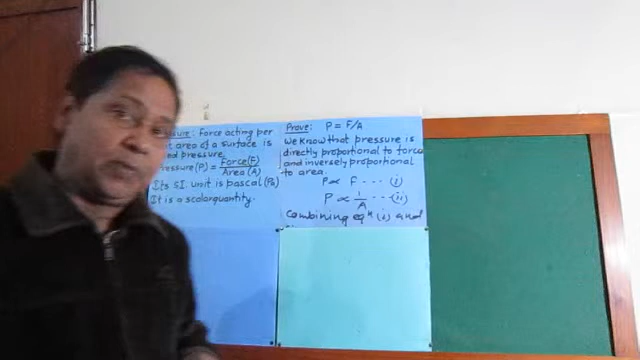 sure: Force acting per
area of a surface is
ed pressure.
ressure (P) = Force(F)
Area (A)
Its S.I. unit is pascal (Pa)
It is a scalar quantity.
Prove: P = F/A
We know that pressure is
directly proportional to force
and inversely proportional
to area.
P ∝ F ---- (i)
P ∝ 1/A ---(ii)
Combining eqn (i) and